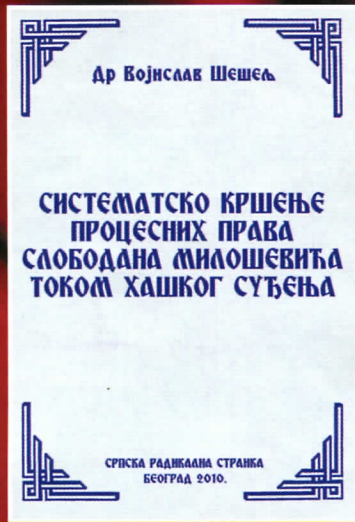 Др Војислав Шешељ
СИСТЕМАТСКО КРШЕЊЕ
ПРОЦЕСНИХ ПРАВА
СЛОБОДАНА МИЛОШЕВИЋА
ТОКОМ ХАШКОГ СУЂЕЊА
СРПСКА РАДИКАЛНА СТРАНКА
БЕОГРАД 2010.